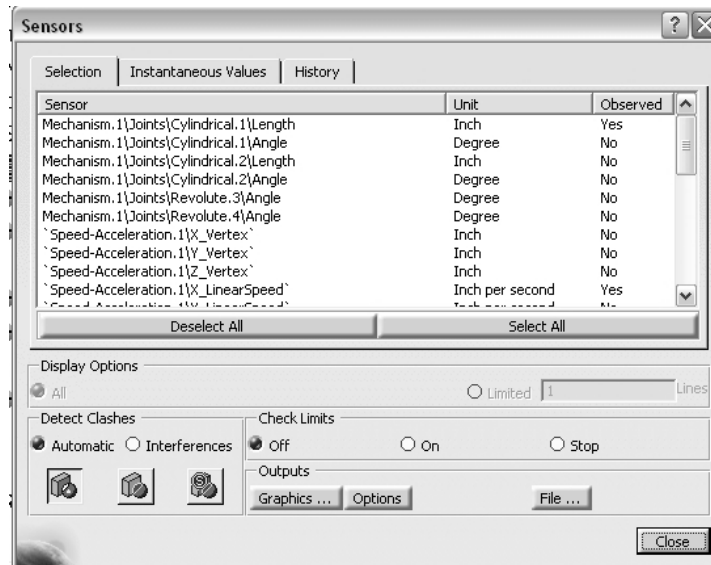 Sensors
Selection Instantaneous Values History
Sensor Unit Observed
Mechanism.1\Joints\Cylindrical.1\Length Inch Yes
Mechanism.1\Joints\Cylindrical.1\Angle Degree No
Mechanism.1\Joints\Cylindrical.2\Length Inch No
Mechanism.1\Joints\Cylindrical.2\Angle Degree No
Mechanism.1\Joints\Revolute.3\Angle Degree No
Mechanism.1\Joints\Revolute.4\Angle Degree No
`Speed-Acceleration.1\X_Vertex` Inch No
`Speed-Acceleration.1\Y_Vertex` Inch No
`Speed-Acceleration.1\Z_Vertex` Inch No
`Speed-Acceleration.1\X_LinearSpeed` Inch per second Yes
Deselect All Select All
Display Options
All Limited 1 Lines
Detect Clashes Check Limits
Automatic Interferences Off On Stop
Outputs
Graphics ... Options File ...
Close